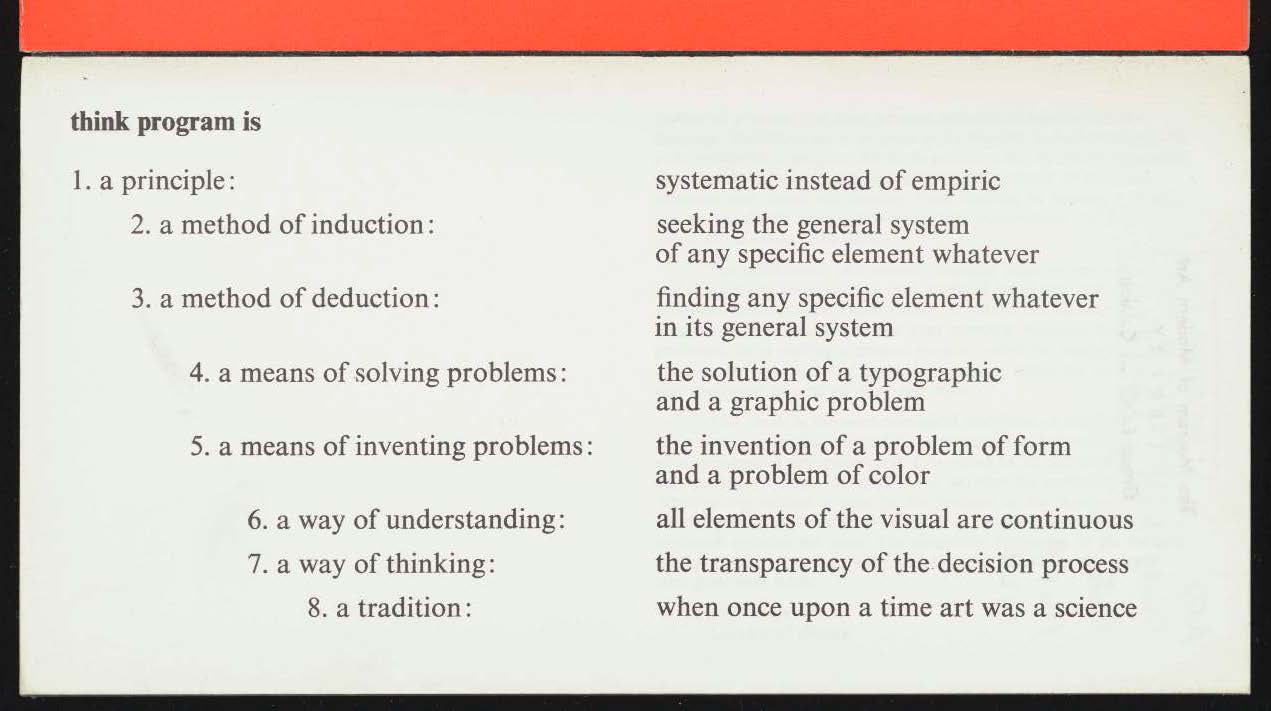 think program is
1. a principle: systematic instead of empiric
2. a method of induction: seeking the general system
of any specific element whatever
3. a method of deduction: finding any specific element whatever
in its general system
4. a means of solving problems: the solution of a typographic
and a graphic problem
5. a means of inventing problems: the invention of a problem of form
and a problem of color
6. a way of understanding: all elements of the visual are continuous
7. a way of thinking: the transparency of the decision process
8. a tradition: when once upon a time art was a science